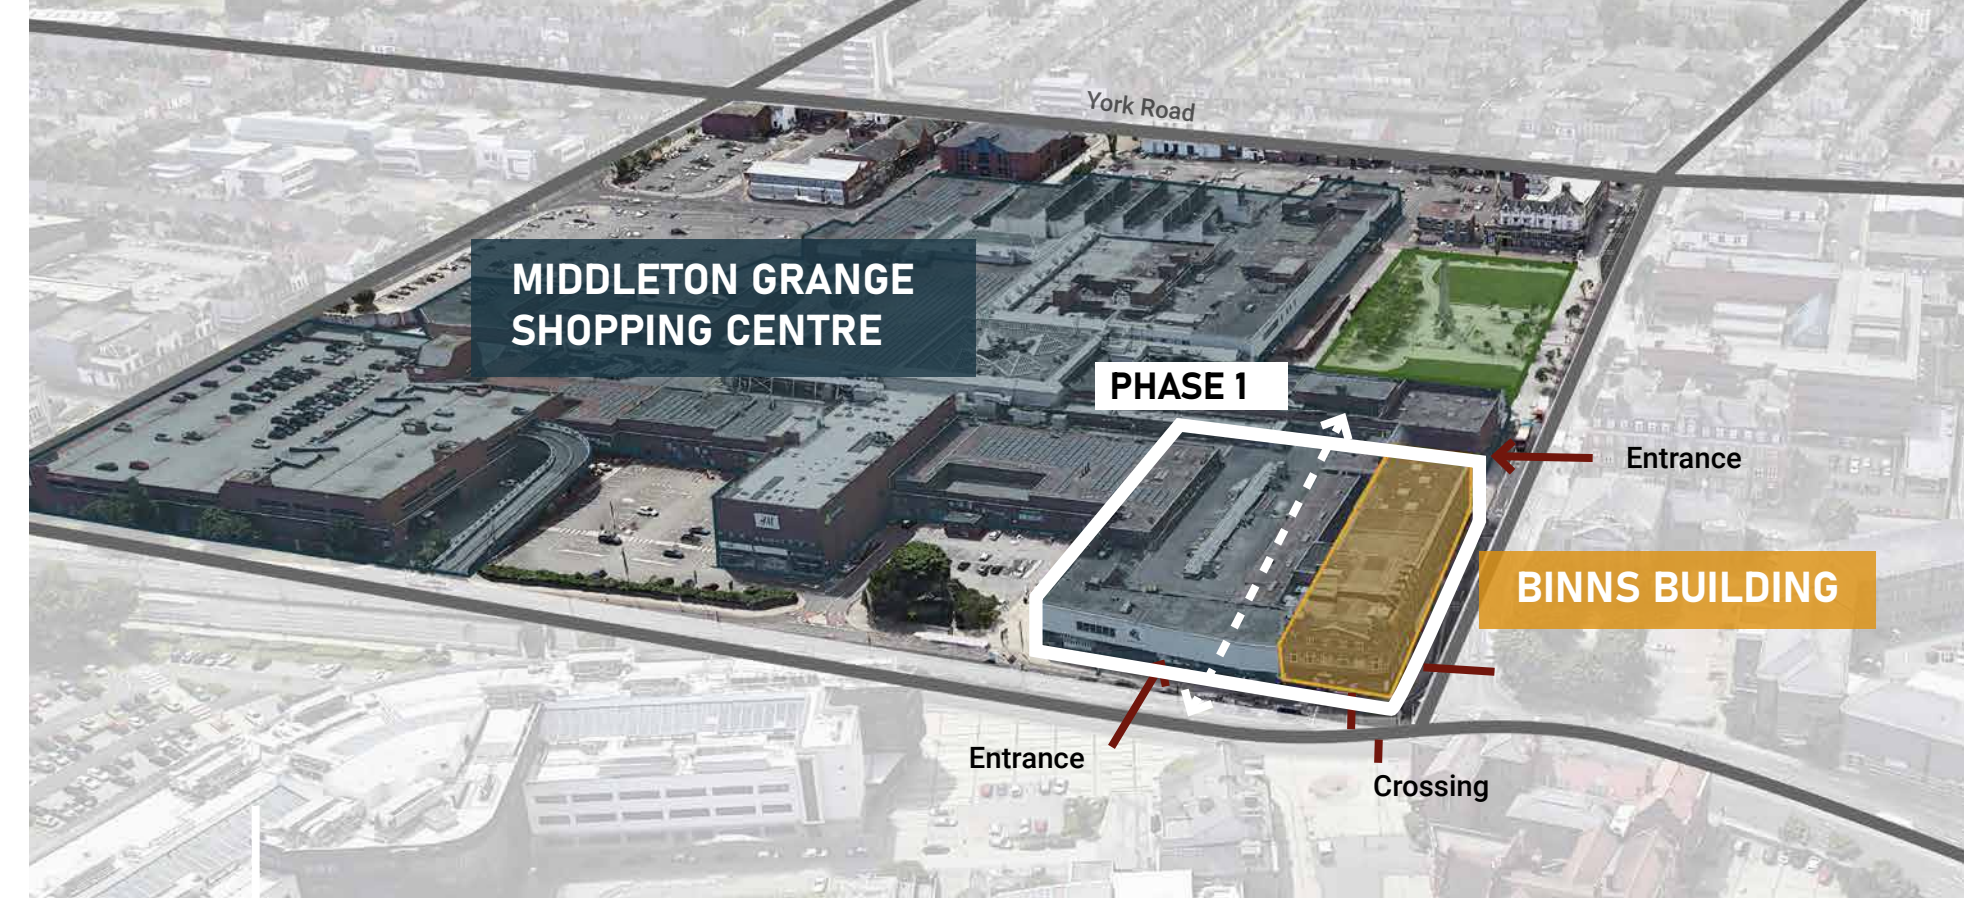 York Road
MIDDLETON GRANGE
SHOPPING CENTRE
PHASE 1
Entrance
BINNS BUILDING
Entrance
Crossing